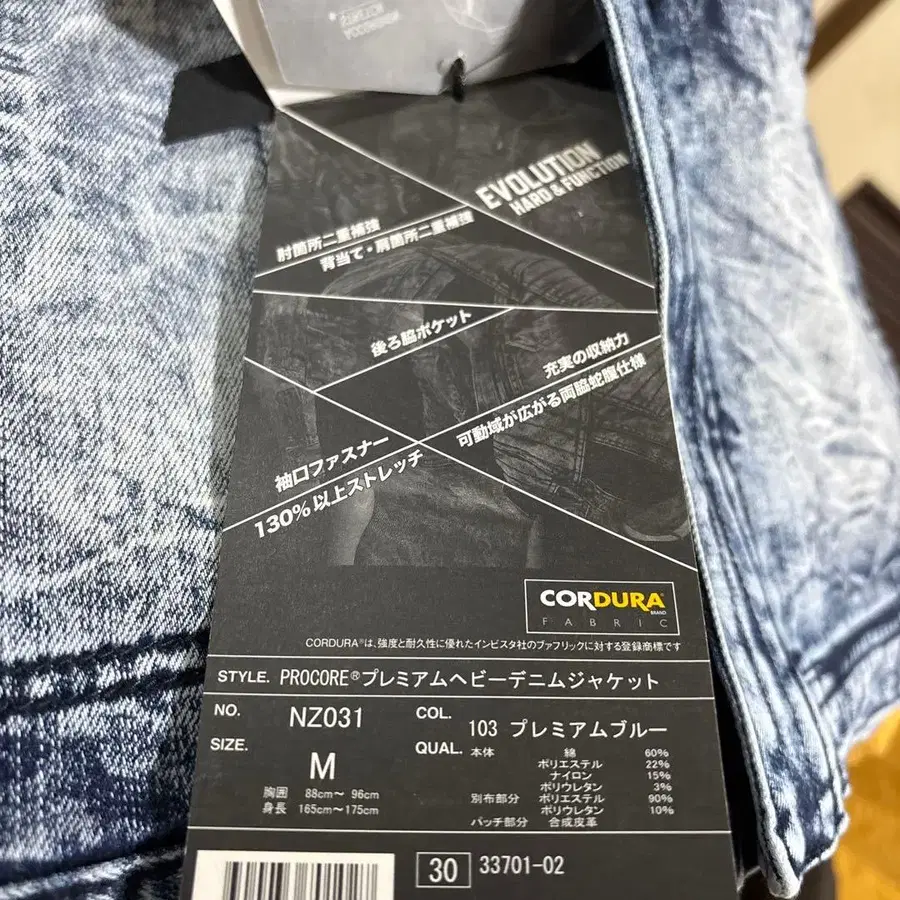 EVOLUTION
HARD & FUNCTION
肘箇所二重補強
背当て・肩箇所二重補強
後ろ脇ポケット
充実の収納力
可動域が広がる両脇蛇腹仕様
袖口ファスナー
130%以上ストレッチ
CORDURA®
BRAND
FABRIC
CORDURA®は、強度と耐久性に優れたインビスタ社のファブリックに対する登録商標です
STYLE. PROCORE®プレミアムヘビーデニムジャケット
NO. NZ031
COL. 103 プレミアムブルー
SIZE. M
胸囲 88cm～ 96cm
身長 165cm～175cm
QUAL. 本体 綿 60%
ポリエステル 22%
ナイロン 15%
ポリウレタン 3%
別布部分 ポリエステル 90%
ポリウレタン 10%
パッチ部分 合成皮革
30 33701-02